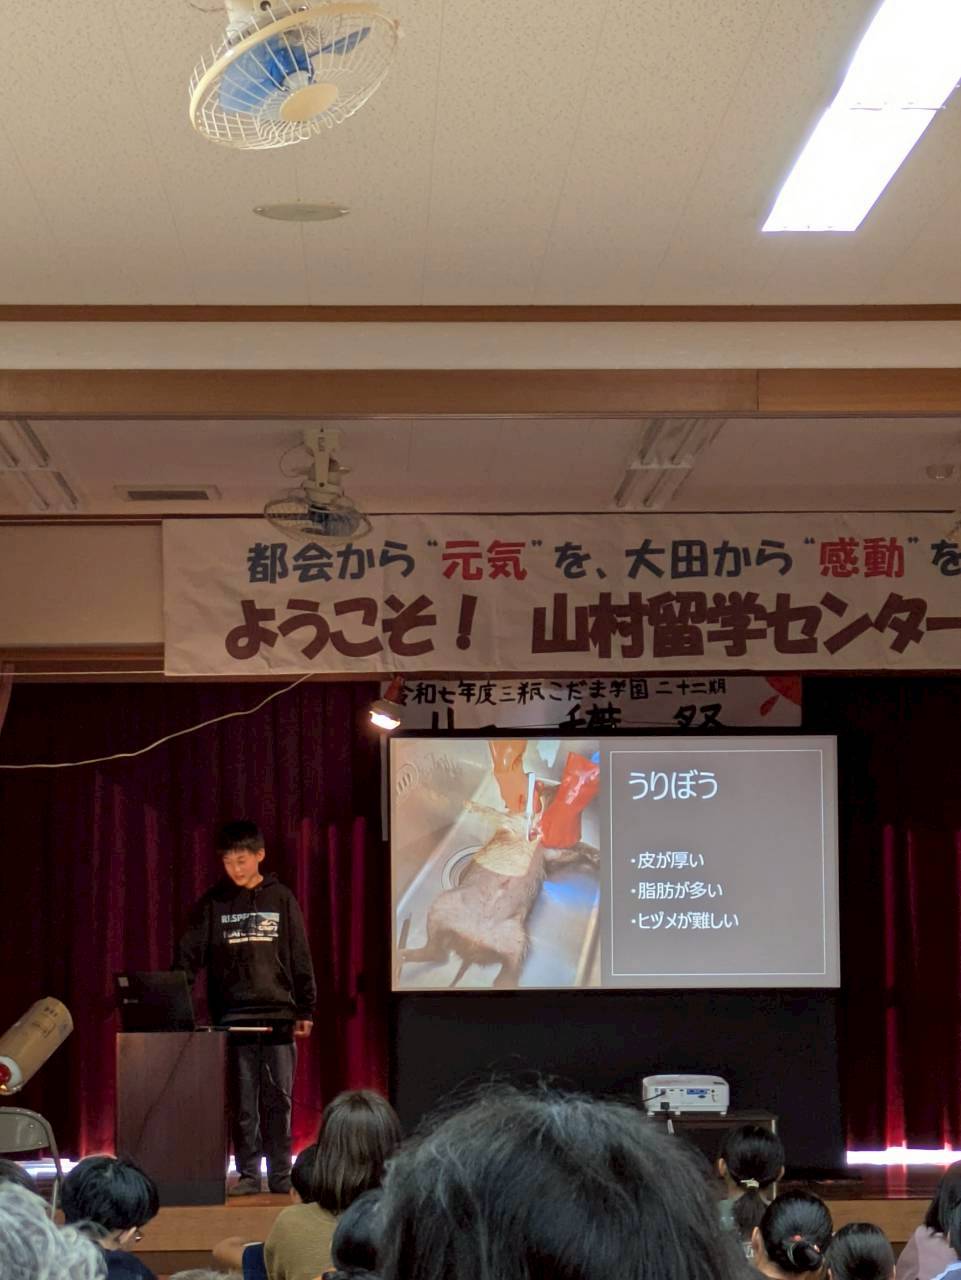 都会から"元気"を、大田から"感動"を
ようこそ！ 山村留学センター
令和七年度三瓶こだま学園二十二期
うりぼう
・皮が厚い
・脂肪が多い
・ヒヅメが難しい